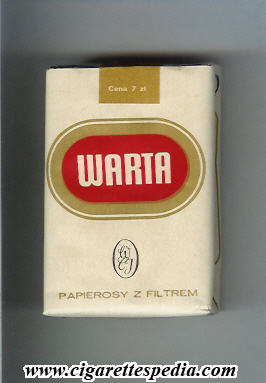 Cena 7 zł
WARTA
PAPIEROSY Z FILTREM
www.cigarettespedia.com